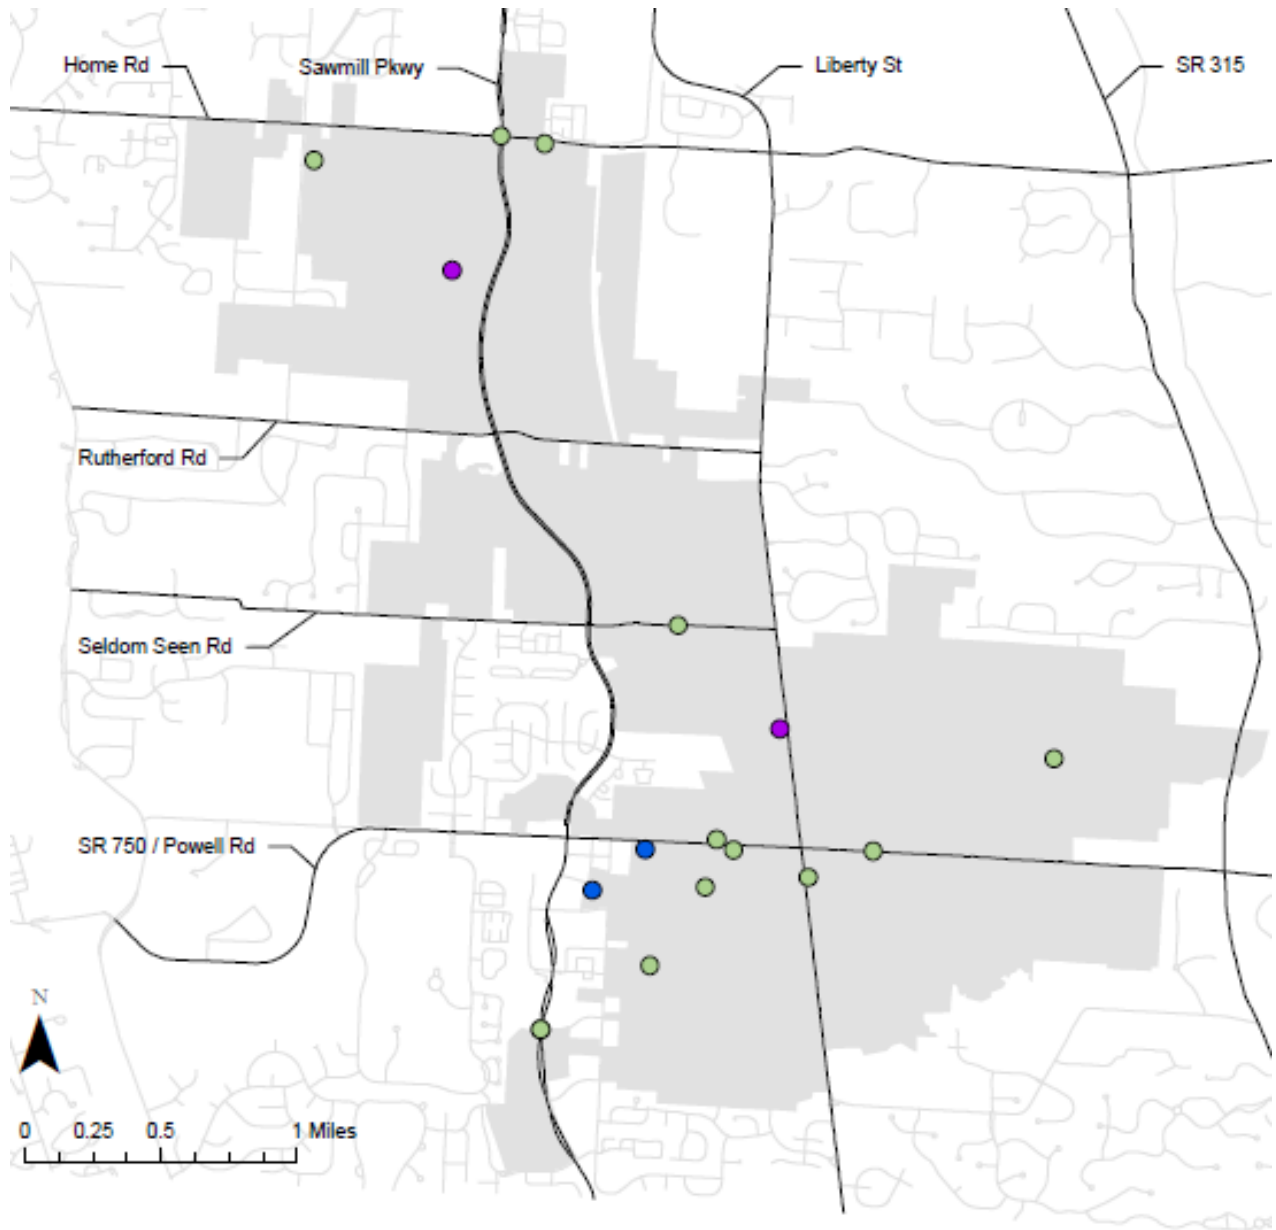 Home Rd
Sawmill Pkwy
Liberty St
SR 315
Rutherford Rd
Seldom Seen Rd
SR 750 / Powell Rd
N
0 0.25 0.5 1 Miles